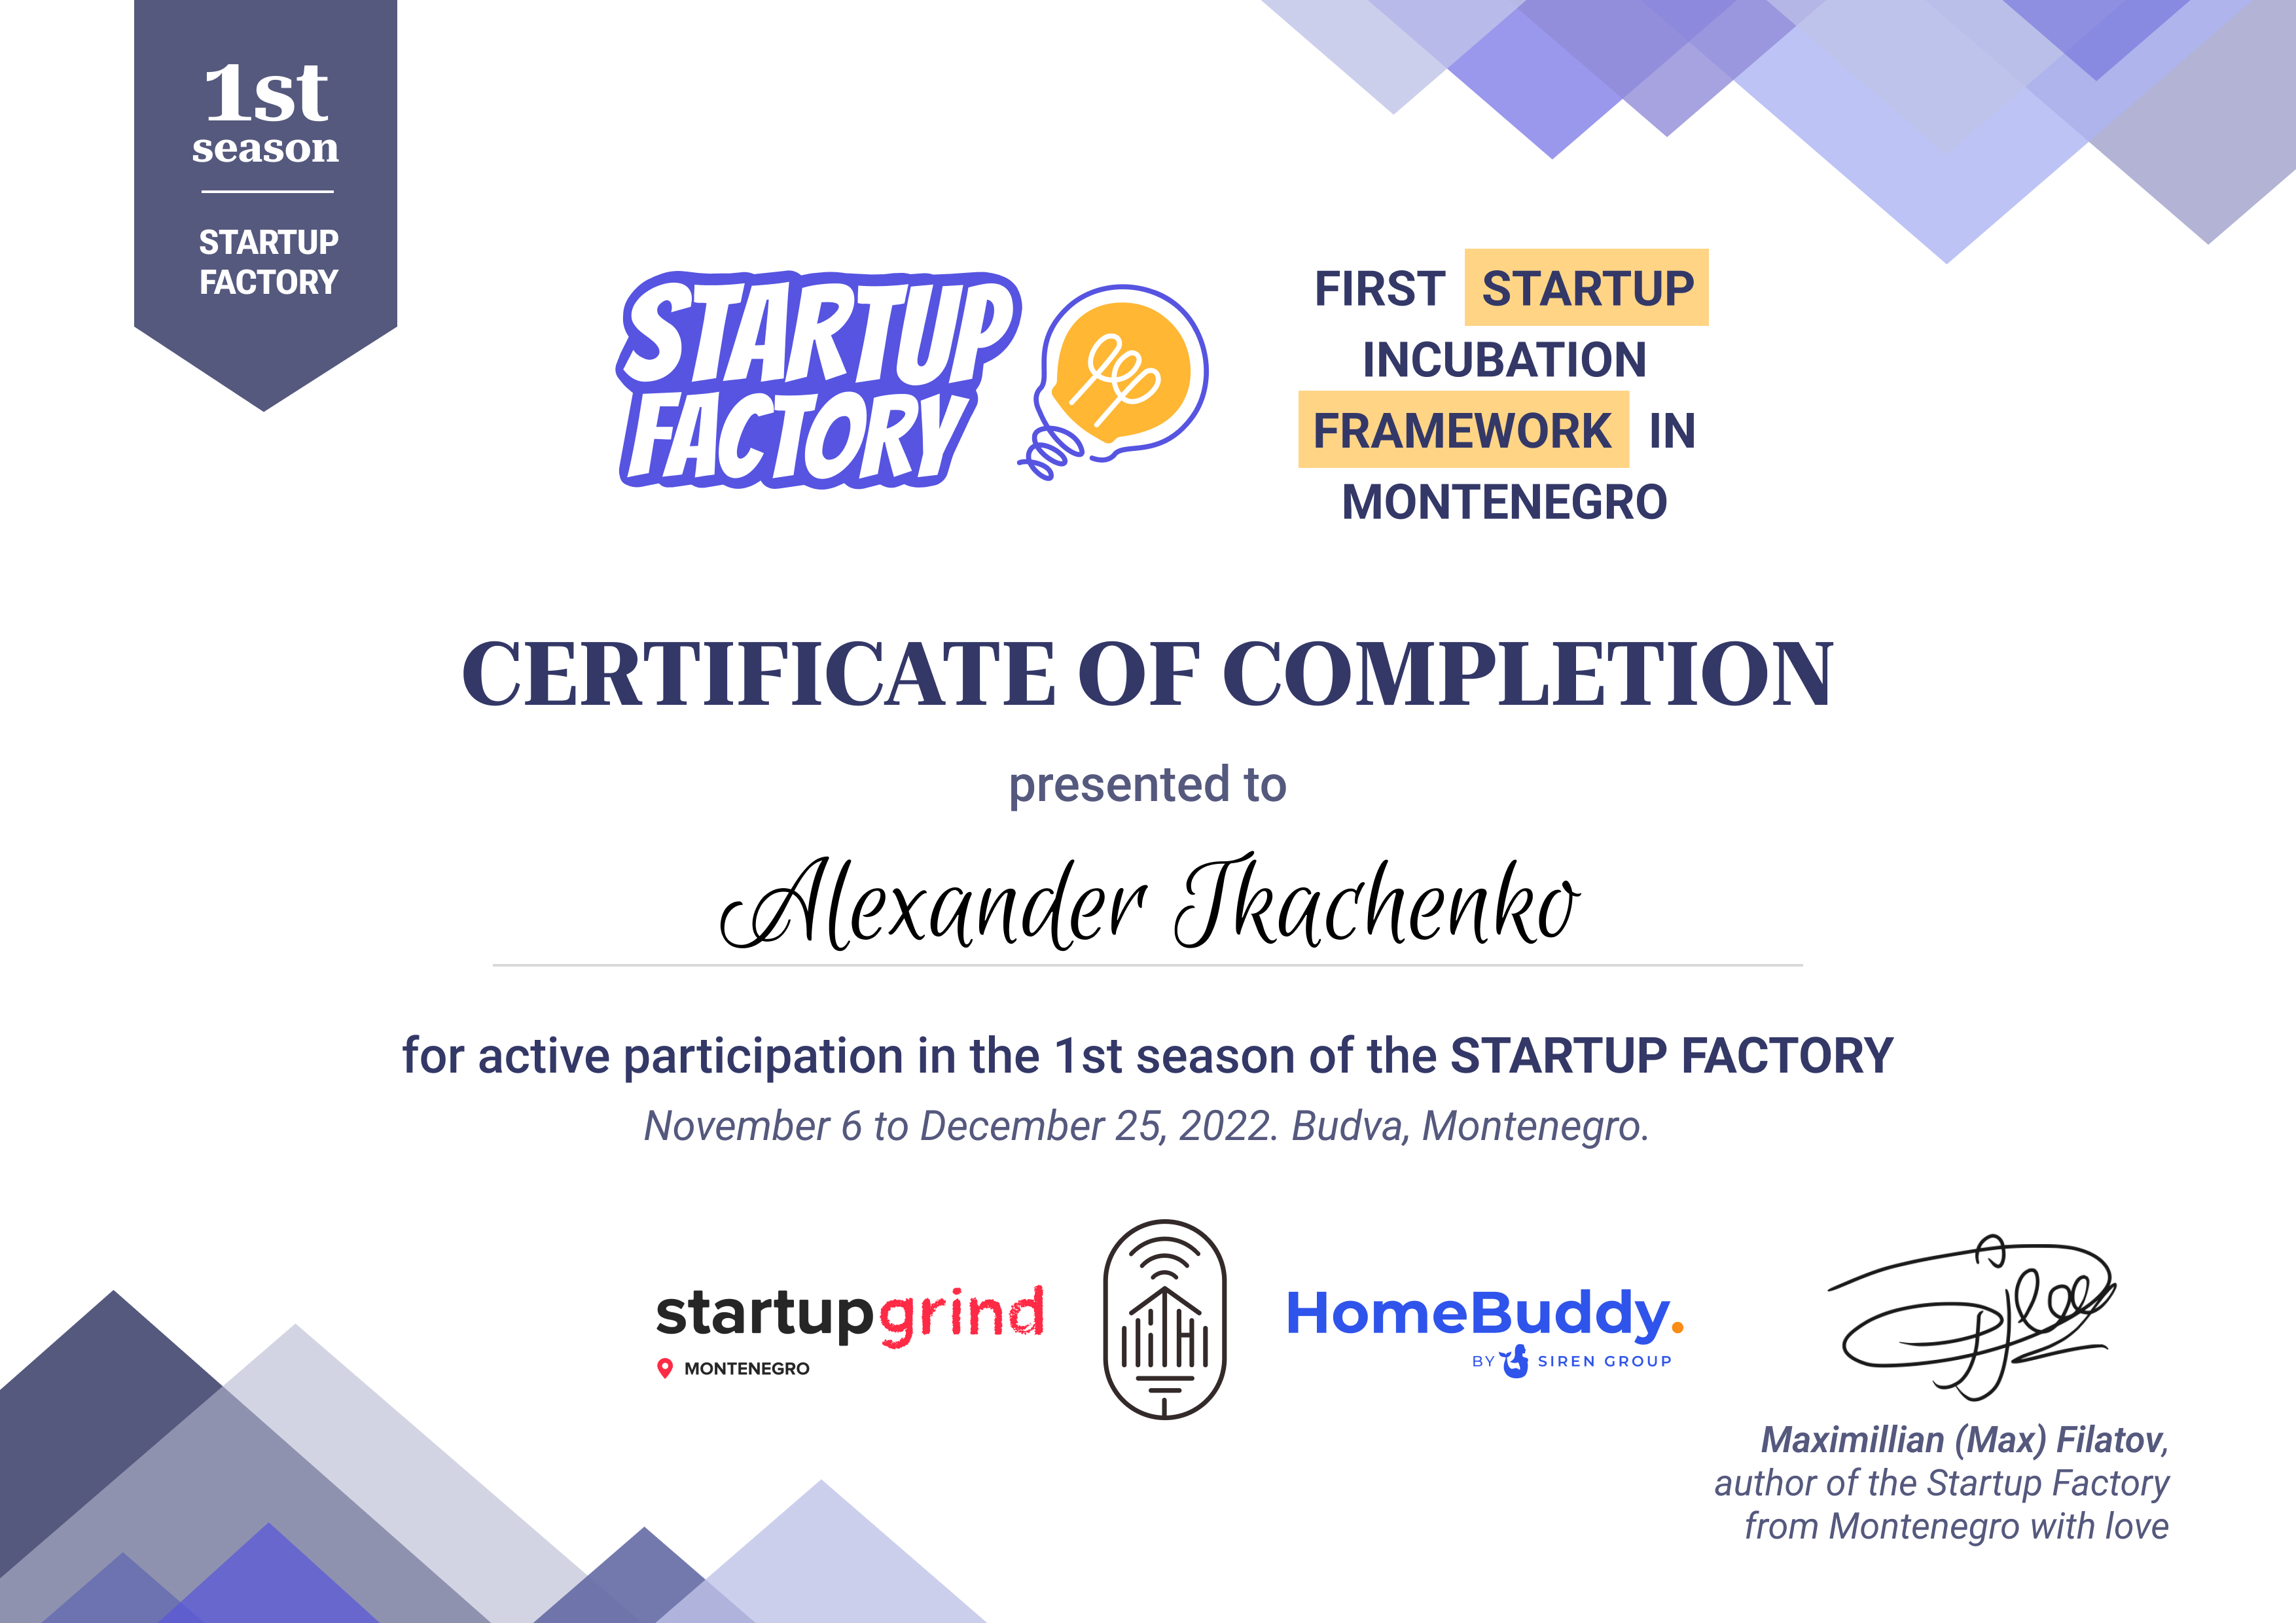 1st
season
STARTUP
FACTORY
STARTUP
FACTORY
FIRST STARTUP
INCUBATION
FRAMEWORK IN
MONTENEGRO
CERTIFICATE OF COMPLETION
presented to
Alexander Tkachenko
for active participation in the 1st season of the STARTUP FACTORY
November 6 to December 25, 2022. Budva, Montenegro.
startupgrind
MONTENEGRO
HomeBuddy.
BY SIREN GROUP
Maximillian (Max) Filatov,
author of the Startup Factory
from Montenegro with love